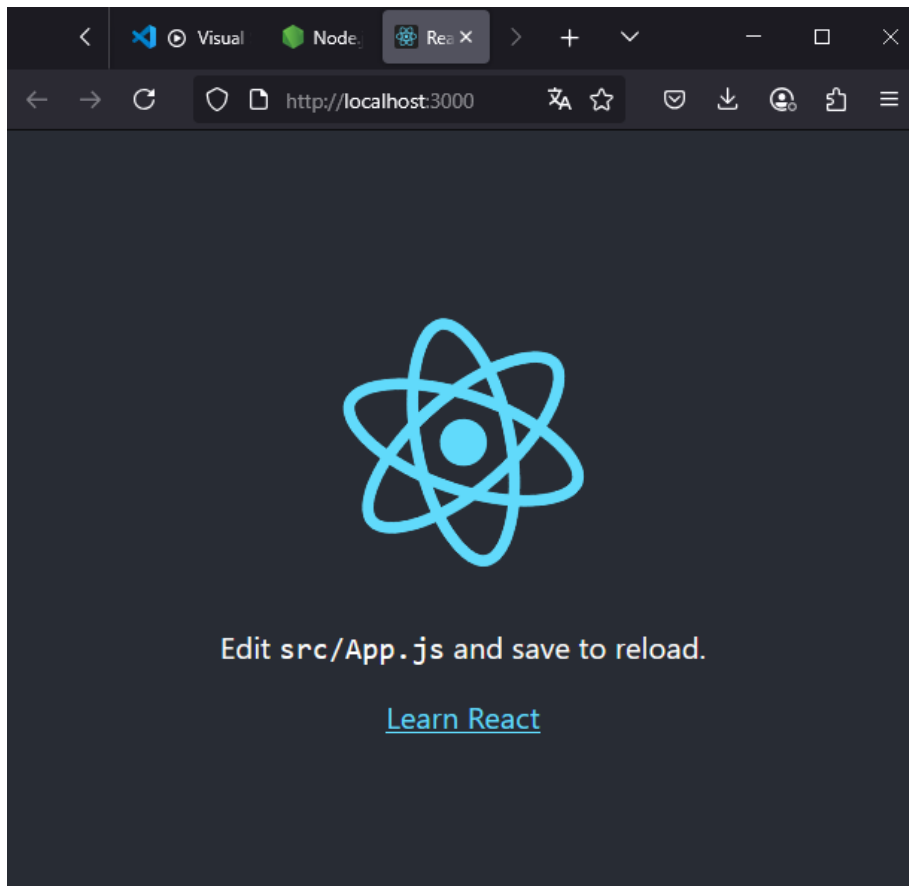 Visual
Node.j
Rea
http://localhost:3000
Edit src/App.js and save to reload.
Learn React